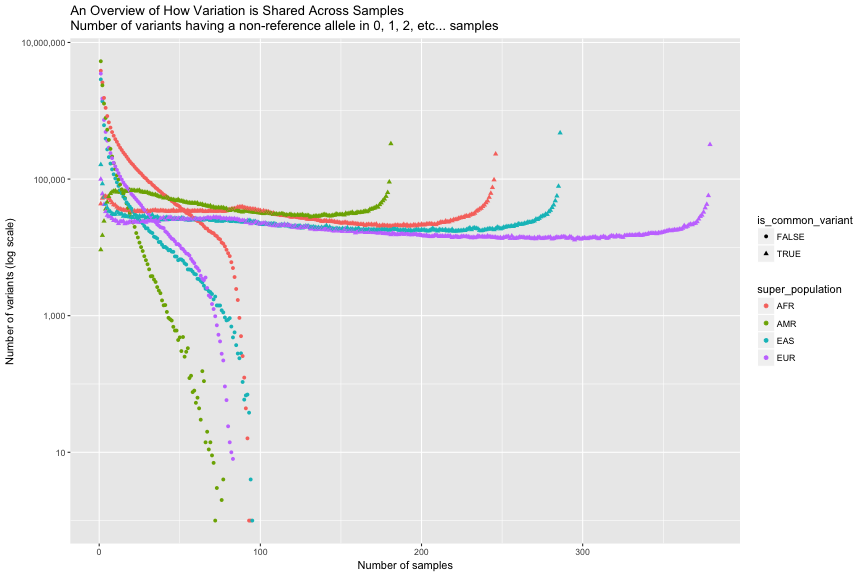 An Overview of How Variation is Shared Across Samples
Number of variants having a non-reference allele in 0, 1, 2, etc... samples
Number of variants (log scale)
10,000,000
100,000
1,000
10
0
100
200
300
Number of samples
is_common_variant
FALSE
TRUE
super_population
AFR
AMR
EAS
EUR